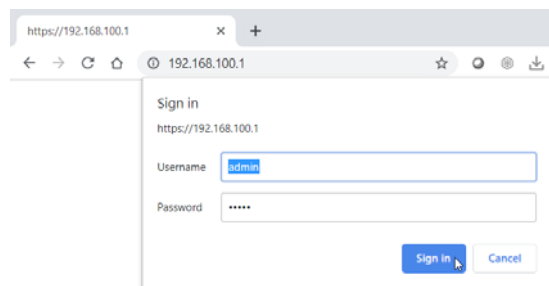 https://192.168.100.1
192.168.100.1
Sign in
https://192.168.100.1
Username admin
Password •••••
Sign in Cancel